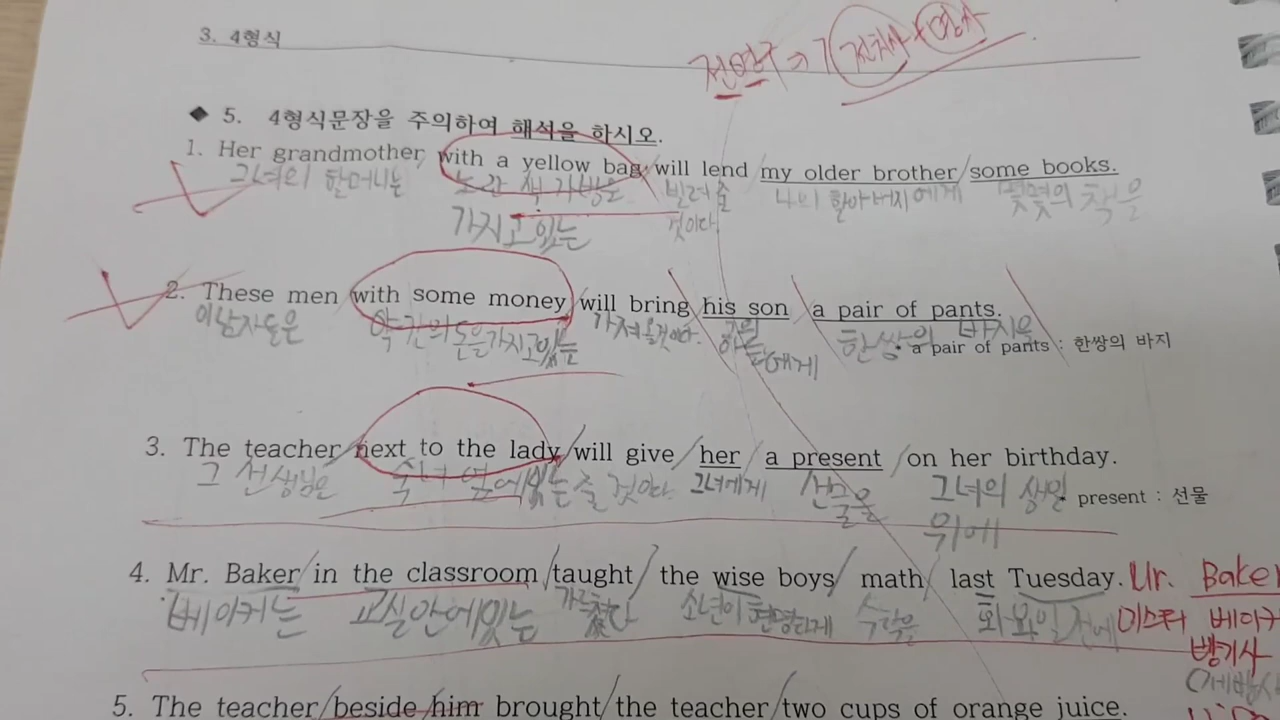 3. 4형식
전명구 => 전치사 + 명사
◆ 5. 4형식문장을 주의하여 해석을 하시오.
1. Her grandmother with a yellow bag will lend my older brother some books.
그녀의 할머니는 노란 색 가방은 빌려줄 나의 할아버지에게 몇몇의 책을
가지고 있는 것이다
2. These men with some money will bring his son a pair of pants.
이 남자들은 약간의 돈을 가지고있는 가져올것이다. 그의 아들에게 한쌍의 바지을
• a pair of pants : 한쌍의 바지
3. The teacher next to the lady will give her a present on her birthday.
그 선생님은 숙녀 옆에 있는 줄 것이다 그녀에게 선물을 그녀의 생일
• present : 선물
위에
4. Mr. Baker in the classroom taught the wise boys math last Tuesday. Mr. Baker
베이커는 교실안에있는 소년이 현명하게 수학을 화요일 전에 미스터 베이커
빵기사
5. The teacher beside him brought the teacher two cups of orange juice.